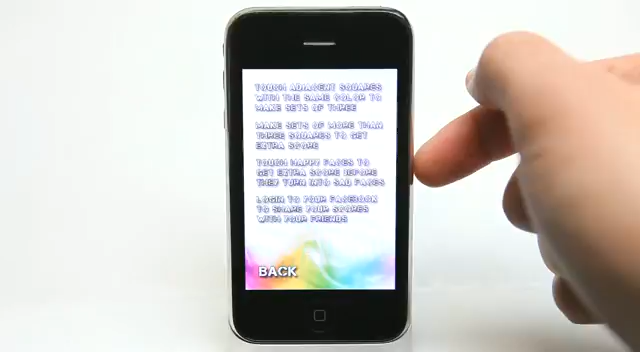 TOUCH ADJACENT SQUARES
WITH THE SAME COLOR TO
MAKE SETS OF THREE
MAKE SETS OF MORE THAN
THREE SQUARES TO GET
EXTRA SCORE
TOUCH HAPPY FACES TO
GET EXTRA SCORE BEFORE
THEY TURN INTO SAD FACES
LOGIN TO YOUR FACEBOOK
TO SHARE YOUR SCORES
WITH YOUR FRIENDS
BACK